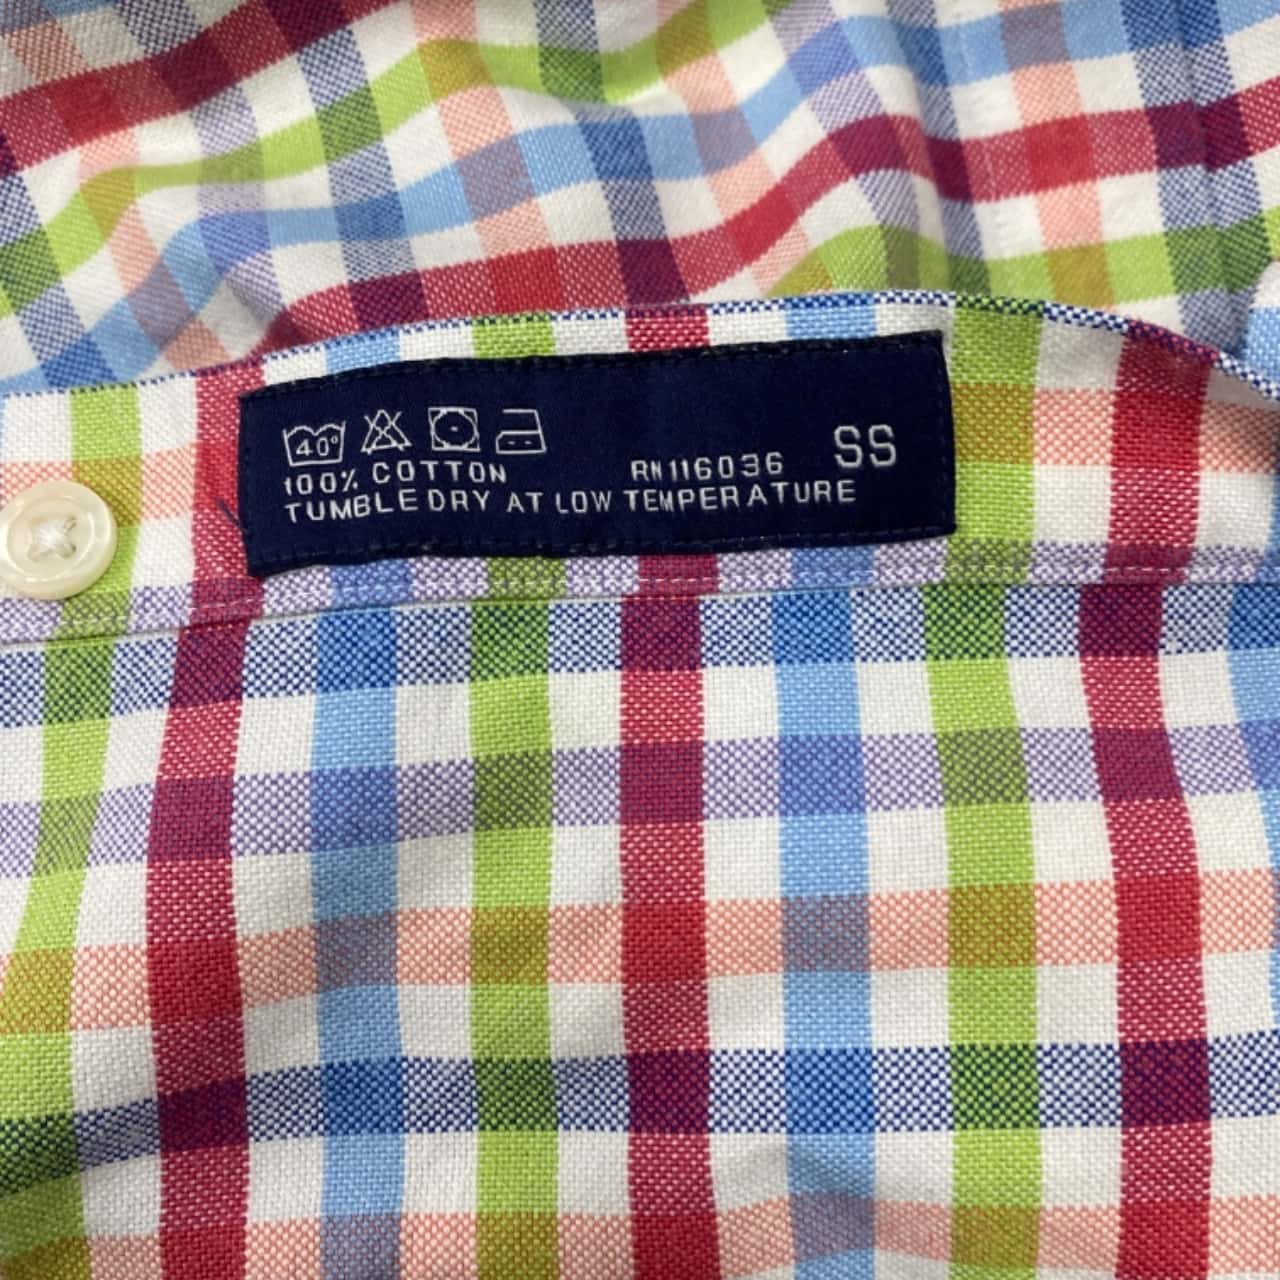 40°
100% COTTON RN116036 SS
TUMBLE DRY AT LOW TEMPERATURE